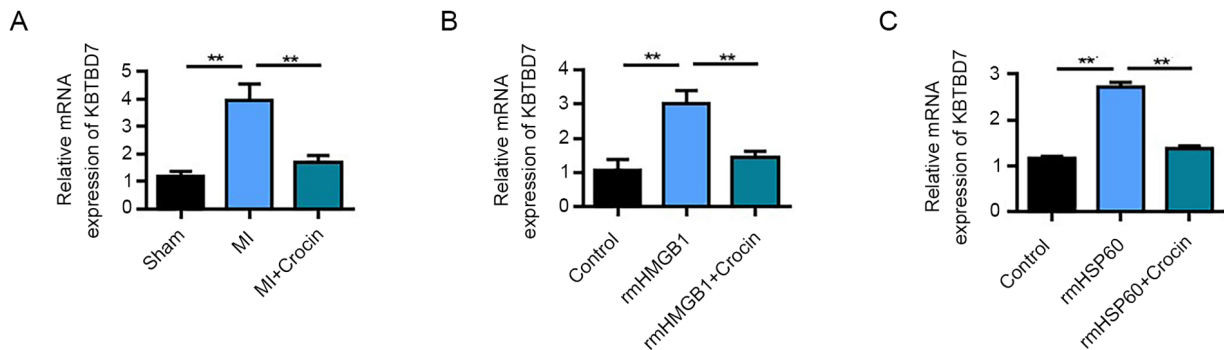 A
Relative mRNA
expression of KBTBD7
5
4
3
2
1
0
**
**
Sham
MI
MI+Crocin
B
Relative mRNA
expression of KBTBD7
4
3
2
1
0
**
**
Control
rmHMGB1
rmHMGB1+Crocin
C
Relative mRNA
expression of KBTBD7
3
2
1
0
**
**
Control
rmHSP60
rmHSP60+Crocin